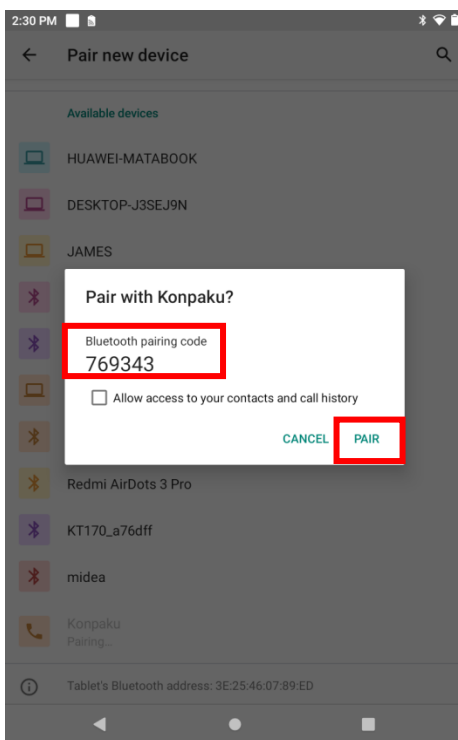 2:30 PM
Pair new device
Available devices
HUAWEI-MATABOOK
DESKTOP-J3SEJ9N
JAMES
Pair with Konpaku?
Bluetooth pairing code
769343
Allow access to your contacts and call history
CANCEL PAIR
Redmi AirDots 3 Pro
KT170_a76dff
midea
Konpaku
Pairing...
Tablet's Bluetooth address: 3E:25:46:07:89:ED